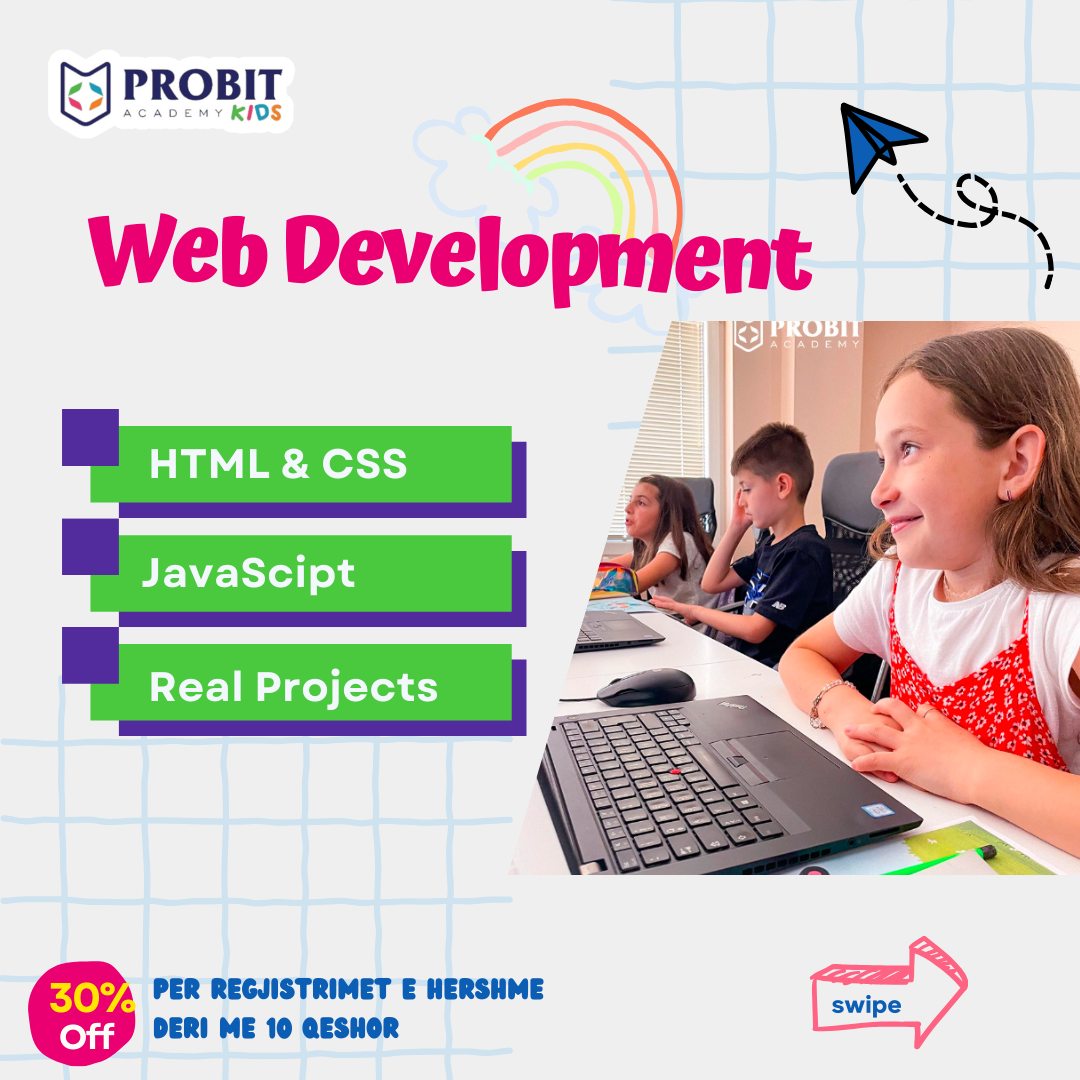 PROBIT
ACADEMY KIDS
Web Development
PROBIT
ACADEMY
HTML & CSS
JavaScipt
Real Projects
30%
Off
PER REGJISTRIMET E HERSHME
DERI ME 10 QESHOR
swipe